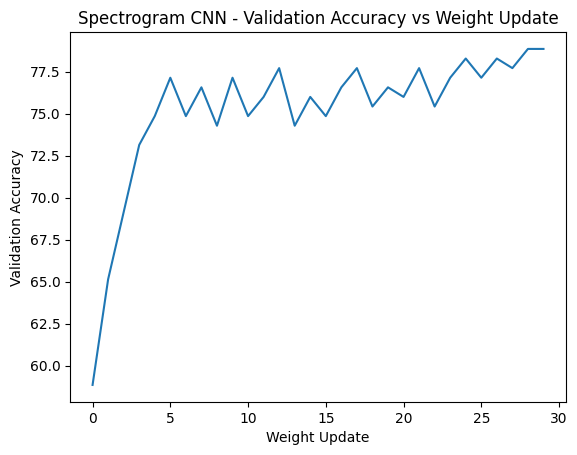 Spectrogram CNN - Validation Accuracy vs Weight Update
Validation Accuracy
77.5
75.0
72.5
70.0
67.5
65.0
62.5
60.0
0 5 10 15 20 25 30
Weight Update